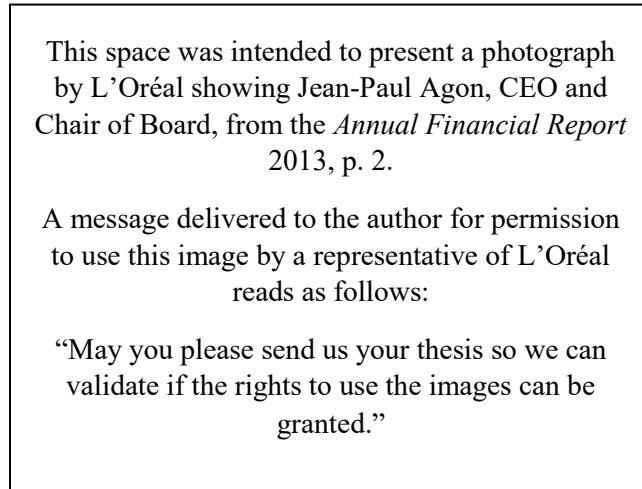 This space was intended to present a photograph
by L’Oréal showing Jean-Paul Agon, CEO and
Chair of Board, from the Annual Financial Report
2013, p. 2.
A message delivered to the author for permission
to use this image by a representative of L’Oréal
reads as follows:
“May you please send us your thesis so we can
validate if the rights to use the images can be
granted.”